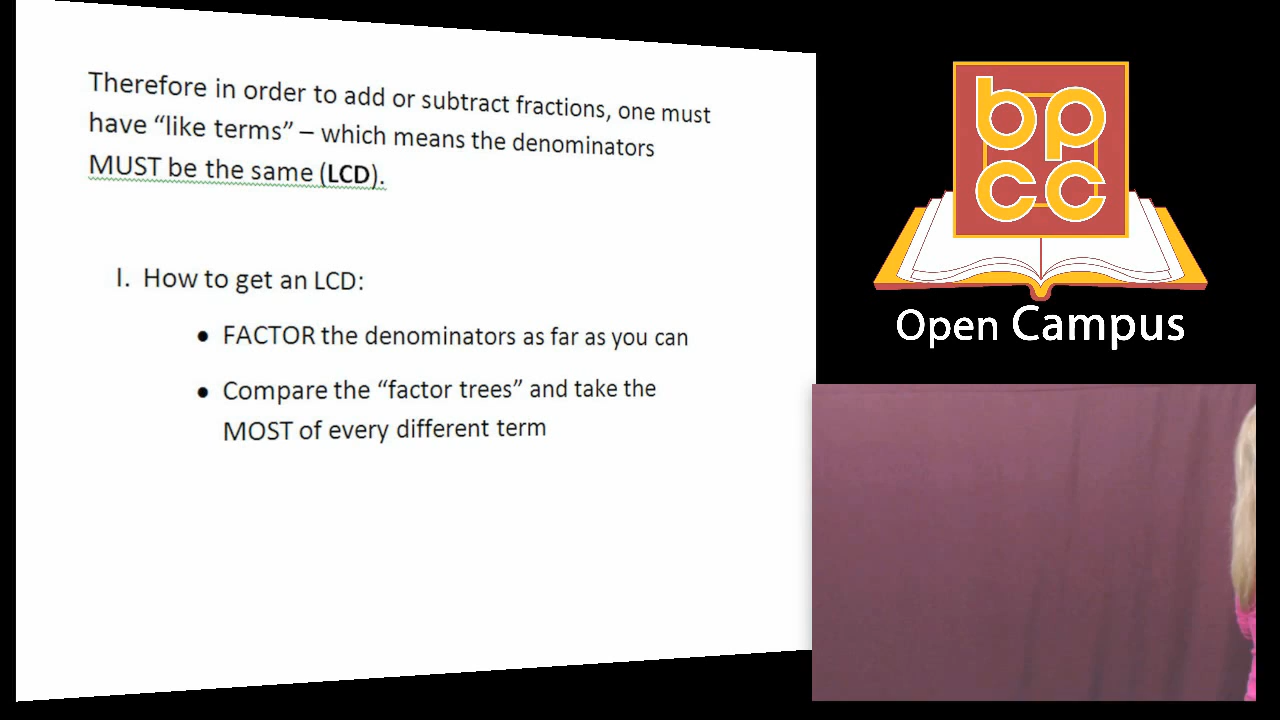 Therefore in order to add or subtract fractions, one must
have “like terms” – which means the denominators
MUST be the same (LCD).
I. How to get an LCD:
• FACTOR the denominators as far as you can
• Compare the “factor trees” and take the
MOST of every different term
bp
cc
Open Campus